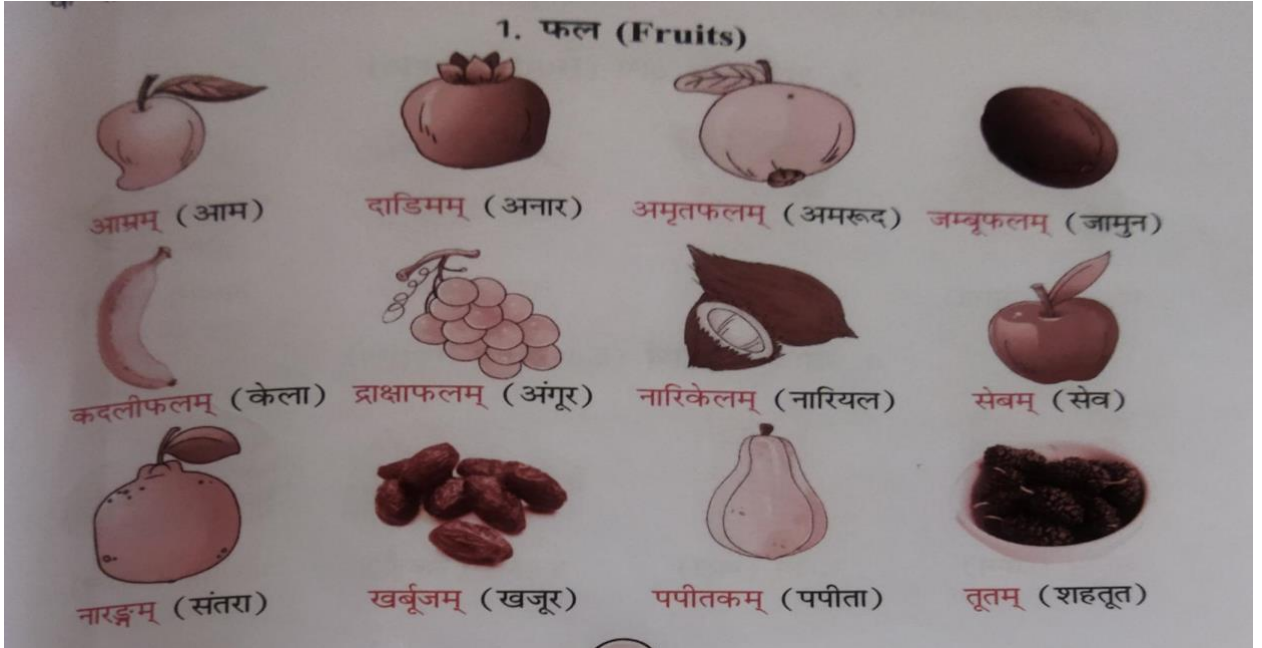 1. फल (Fruits)
आम्रम् (आम) दाडिमम् (अनार) अमृतफलम् (अमरूद) जम्बूफलम् (जामुन)
कदलीफलम् (केला) द्राक्षाफलम् (अंगूर) नारिकेलम् (नारियल) सेबम् (सेव)
नारङ्गम् (संतरा) खर्बूजम् (खजूर) पपीतकम् (पपीता) तूतम् (शहतूत)